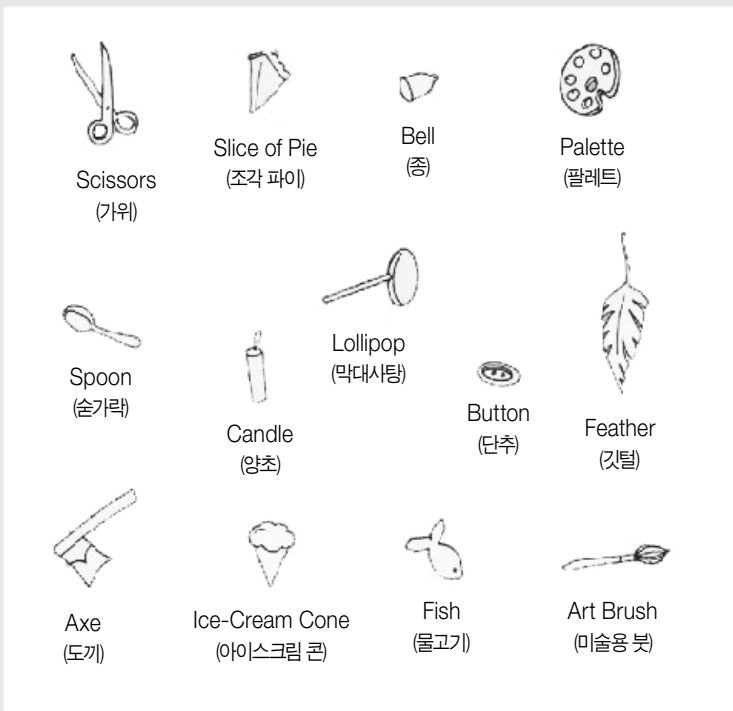 Scissors
(가위)
Slice of Pie
(조각 파이)
Bell
(종)
Palette
(팔레트)
Spoon
(숟가락)
Candle
(양초)
Lollipop
(막대사탕)
Button
(단추)
Feather
(깃털)
Axe
(도끼)
Ice-Cream Cone
(아이스크림 콘)
Fish
(물고기)
Art Brush
(미술용 붓)